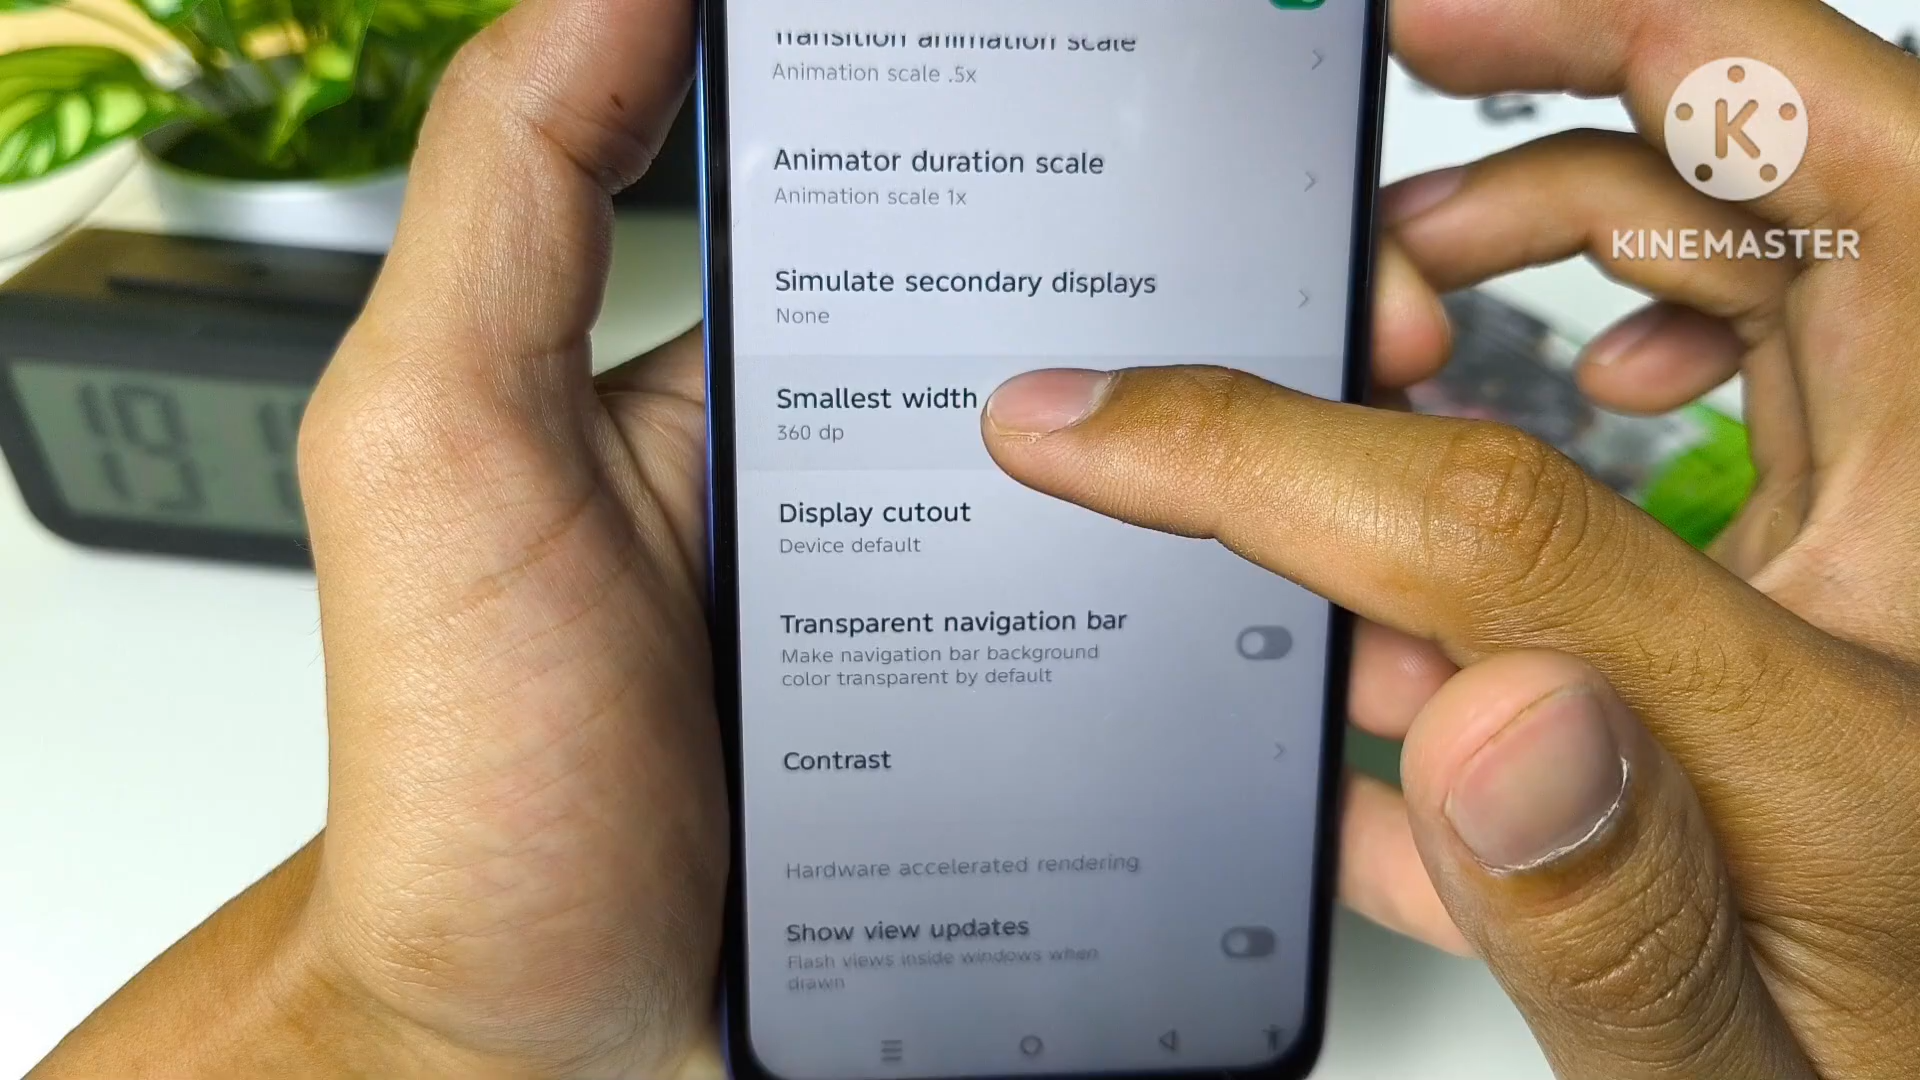 Transition animation scale
Animation scale .5x
Animator duration scale
Animation scale 1x
Simulate secondary displays
None
Smallest width
360 dp
Display cutout
Device default
Transparent navigation bar
Make navigation bar background
color transparent by default
Contrast
Hardware accelerated rendering
Show view updates
Flash views inside windows when
drawn
K
KINEMASTER